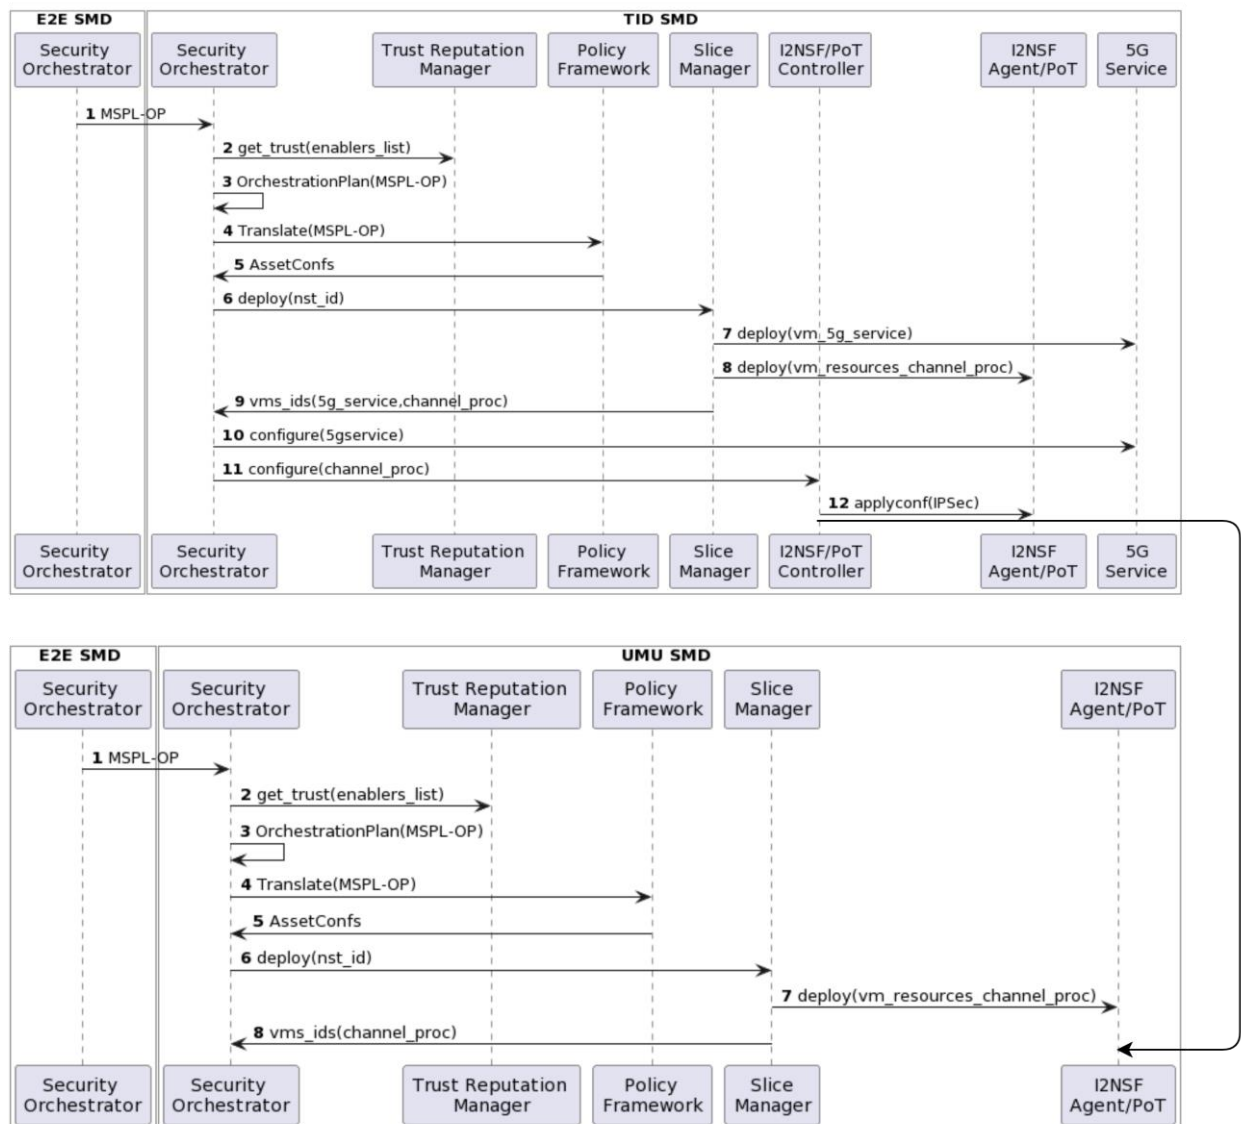 E2E SMD
TID SMD
Security
Orchestrator
Security
Orchestrator
Trust Reputation
Manager
Policy
Framework
Slice
Manager
I2NSF/PoT
Controller
I2NSF
Agent/PoT
5G
Service
1 MSPL-OP
2 get_trust(enablers_list)
3 OrchestrationPlan(MSPL-OP)
4 Translate(MSPL-OP)
5 AssetConfs
6 deploy(nst_id)
7 deploy(vm_5g_service)
8 deploy(vm_resources_channel_proc)
9 vms_ids(5g_service,channel_proc)
10 configure(5gservice)
11 configure(channel_proc)
12 applyconf(IPSec)
Security
Orchestrator
Security
Orchestrator
Trust Reputation
Manager
Policy
Framework
Slice
Manager
I2NSF/PoT
Controller
I2NSF
Agent/PoT
5G
Service
E2E SMD
UMU SMD
Security
Orchestrator
Security
Orchestrator
Trust Reputation
Manager
Policy
Framework
Slice
Manager
I2NSF
Agent/PoT
1 MSPL-OP
2 get_trust(enablers_list)
3 OrchestrationPlan(MSPL-OP)
4 Translate(MSPL-OP)
5 AssetConfs
6 deploy(nst_id)
7 deploy(vm_resources_channel_proc)
8 vms_ids(channel_proc)
Security
Orchestrator
Security
Orchestrator
Trust Reputation
Manager
Policy
Framework
Slice
Manager
I2NSF
Agent/PoT